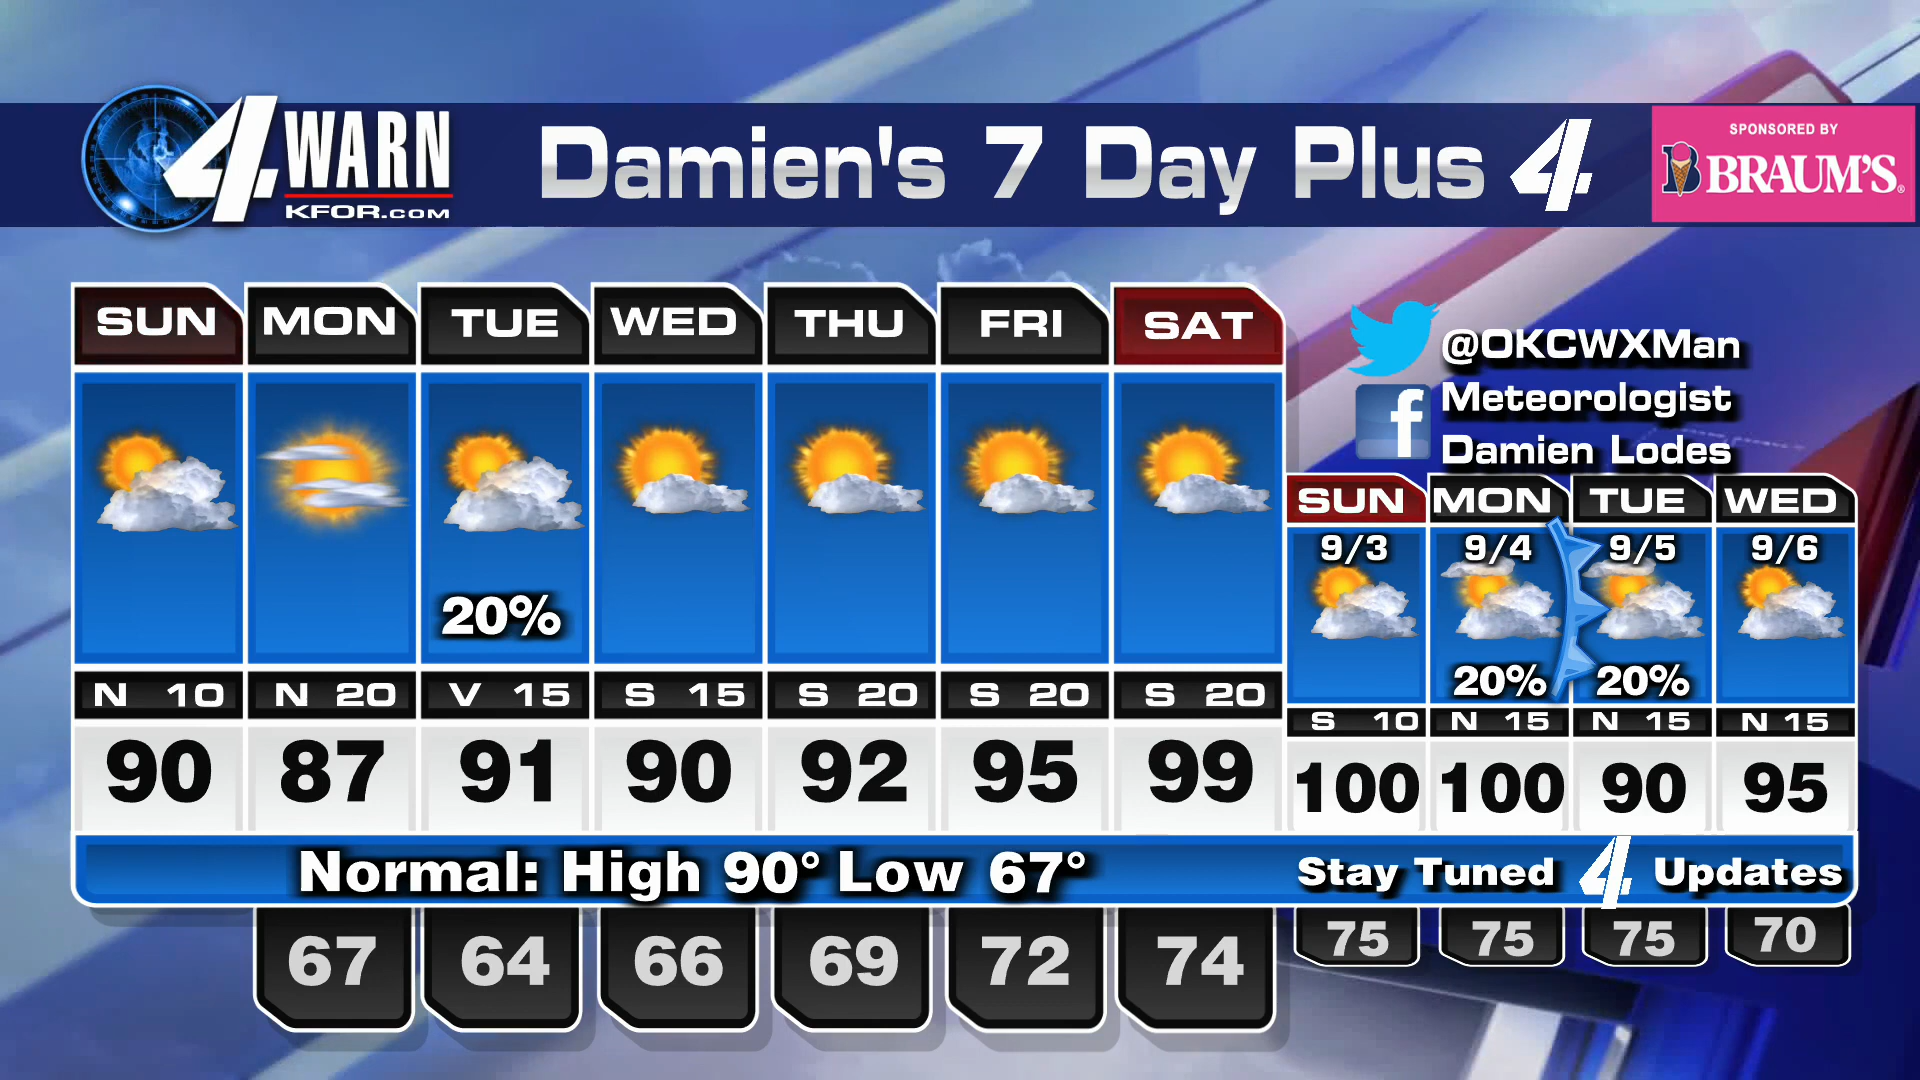 4WARN
KFOR.COM
Damien's 7 Day Plus 4
SPONSORED BY
BRAUM'S®
@OKCWXMan
Meteorologist
Damien Lodes
SUN MON TUE WED THU FRI SAT
20%
N 10 N 20 V 15 S 15 S 20 S 20 S 20
90 87 91 90 92 95 99
SUN MON TUE WED
9/3 9/4 9/5 9/6
20% 20%
S 10 N 15 N 15 N 15
100 100 90 95
Normal: High 90° Low 67°
Stay Tuned 4 Updates
67 64 66 69 72 74
75 75 75 70